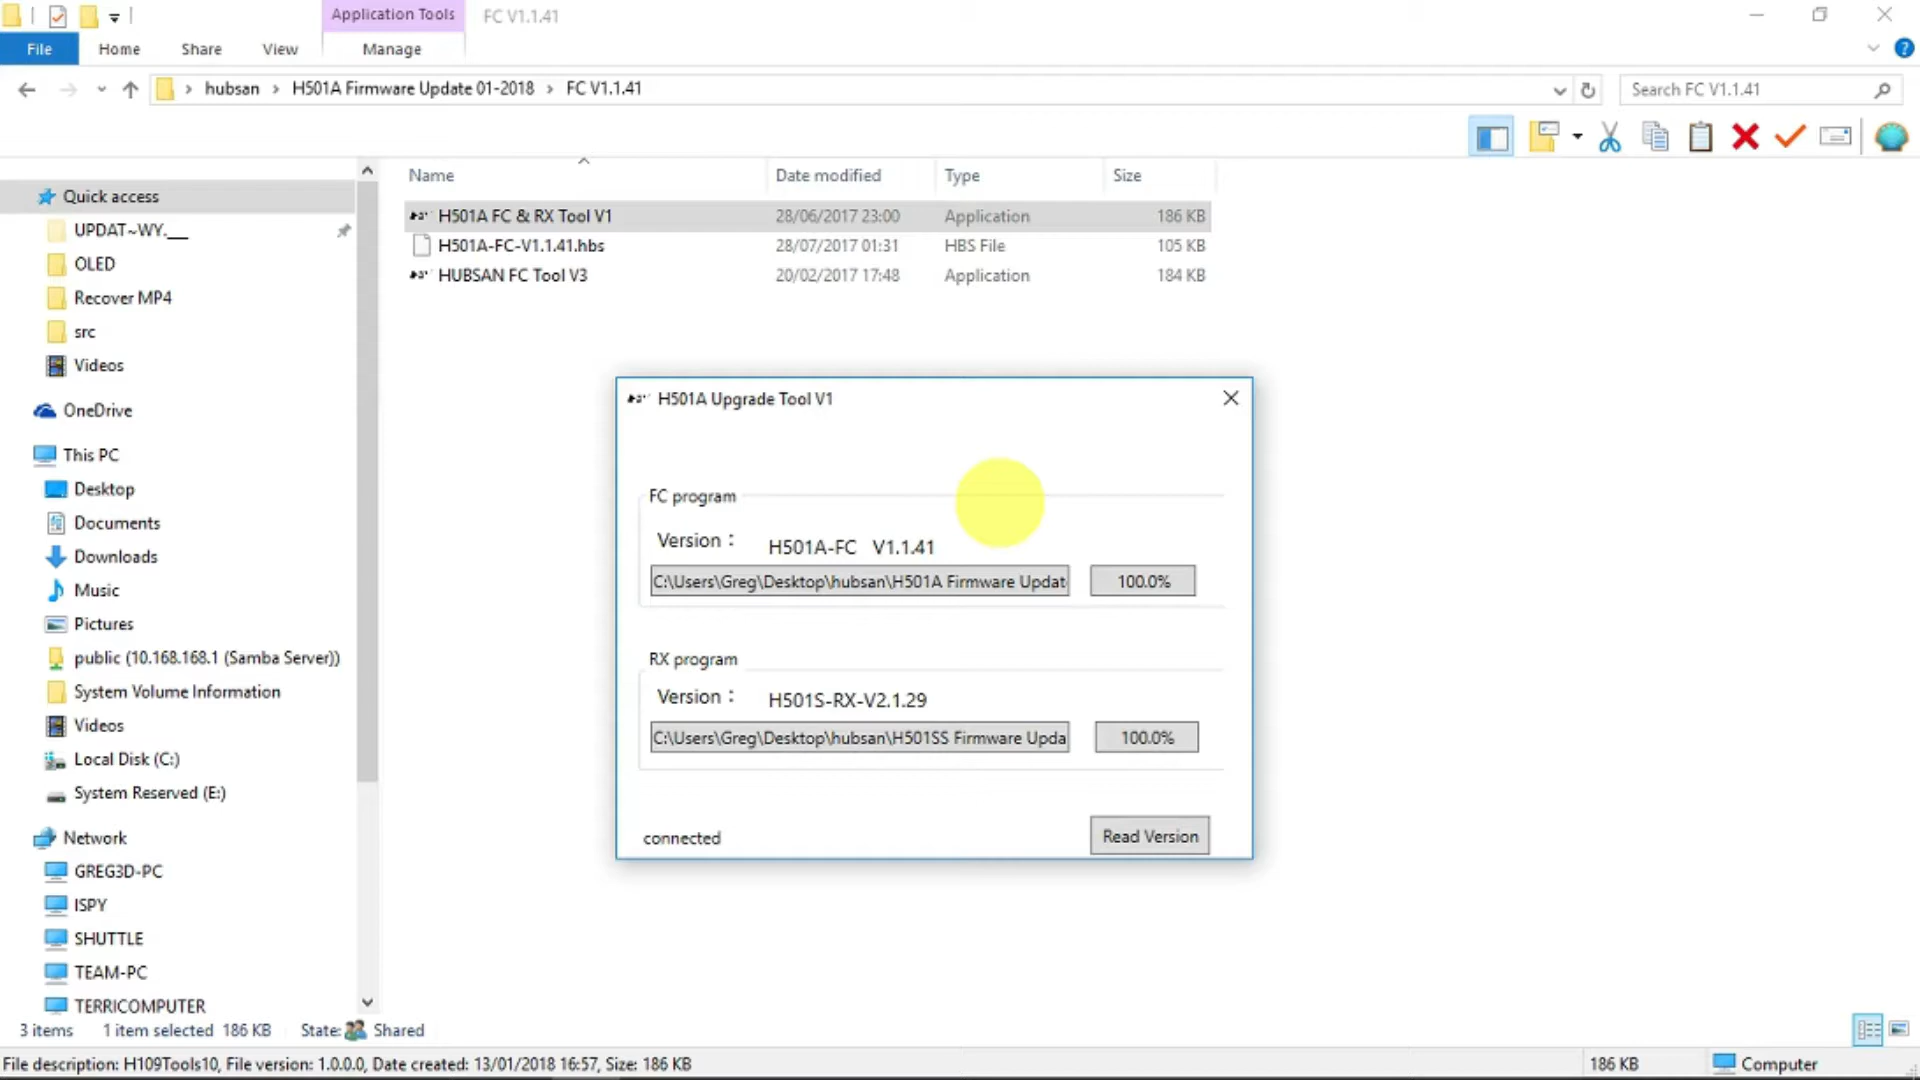 Application Tools
FC V1.1.41
File
Home
Share
View
Manage
hubsan
H501A Firmware Update 01-2018
FC V1.1.41
Search FC V1.1.41
Name
Date modified
Type
Size
H501A FC & RX Tool V1
28/06/2017 23:00
Application
186 KB
H501A-FC-V1.1.41.hbs
28/07/2017 01:31
HBS File
105 KB
HUBSAN FC Tool V3
20/02/2017 17:48
Application
184 KB
Quick access
UPDAT~WY.___
OLED
Recover MP4
src
Videos
OneDrive
This PC
Desktop
Documents
Downloads
Music
Pictures
public (10.168.168.1 (Samba Server))
System Volume Information
Videos
Local Disk (C:)
System Reserved (E:)
Network
GREG3D-PC
ISPY
SHUTTLE
TEAM-PC
TERRICOMPUTER
H501A Upgrade Tool V1
FC program
Version :
H501A-FC V1.1.41
C:\Users\Greg\Desktop\hubsan\H501A Firmware Updat
100.0%
RX program
Version :
H501S-RX-V2.1.29
C:\Users\Greg\Desktop\hubsan\H501SS Firmware Upda
100.0%
connected
Read Version
3 items
1 item selected 186 KB
State:
Shared
File description: H109Tools10, File version: 1.0.0.0, Date created: 13/01/2018 16:57, Size: 186 KB
186 KB
Computer